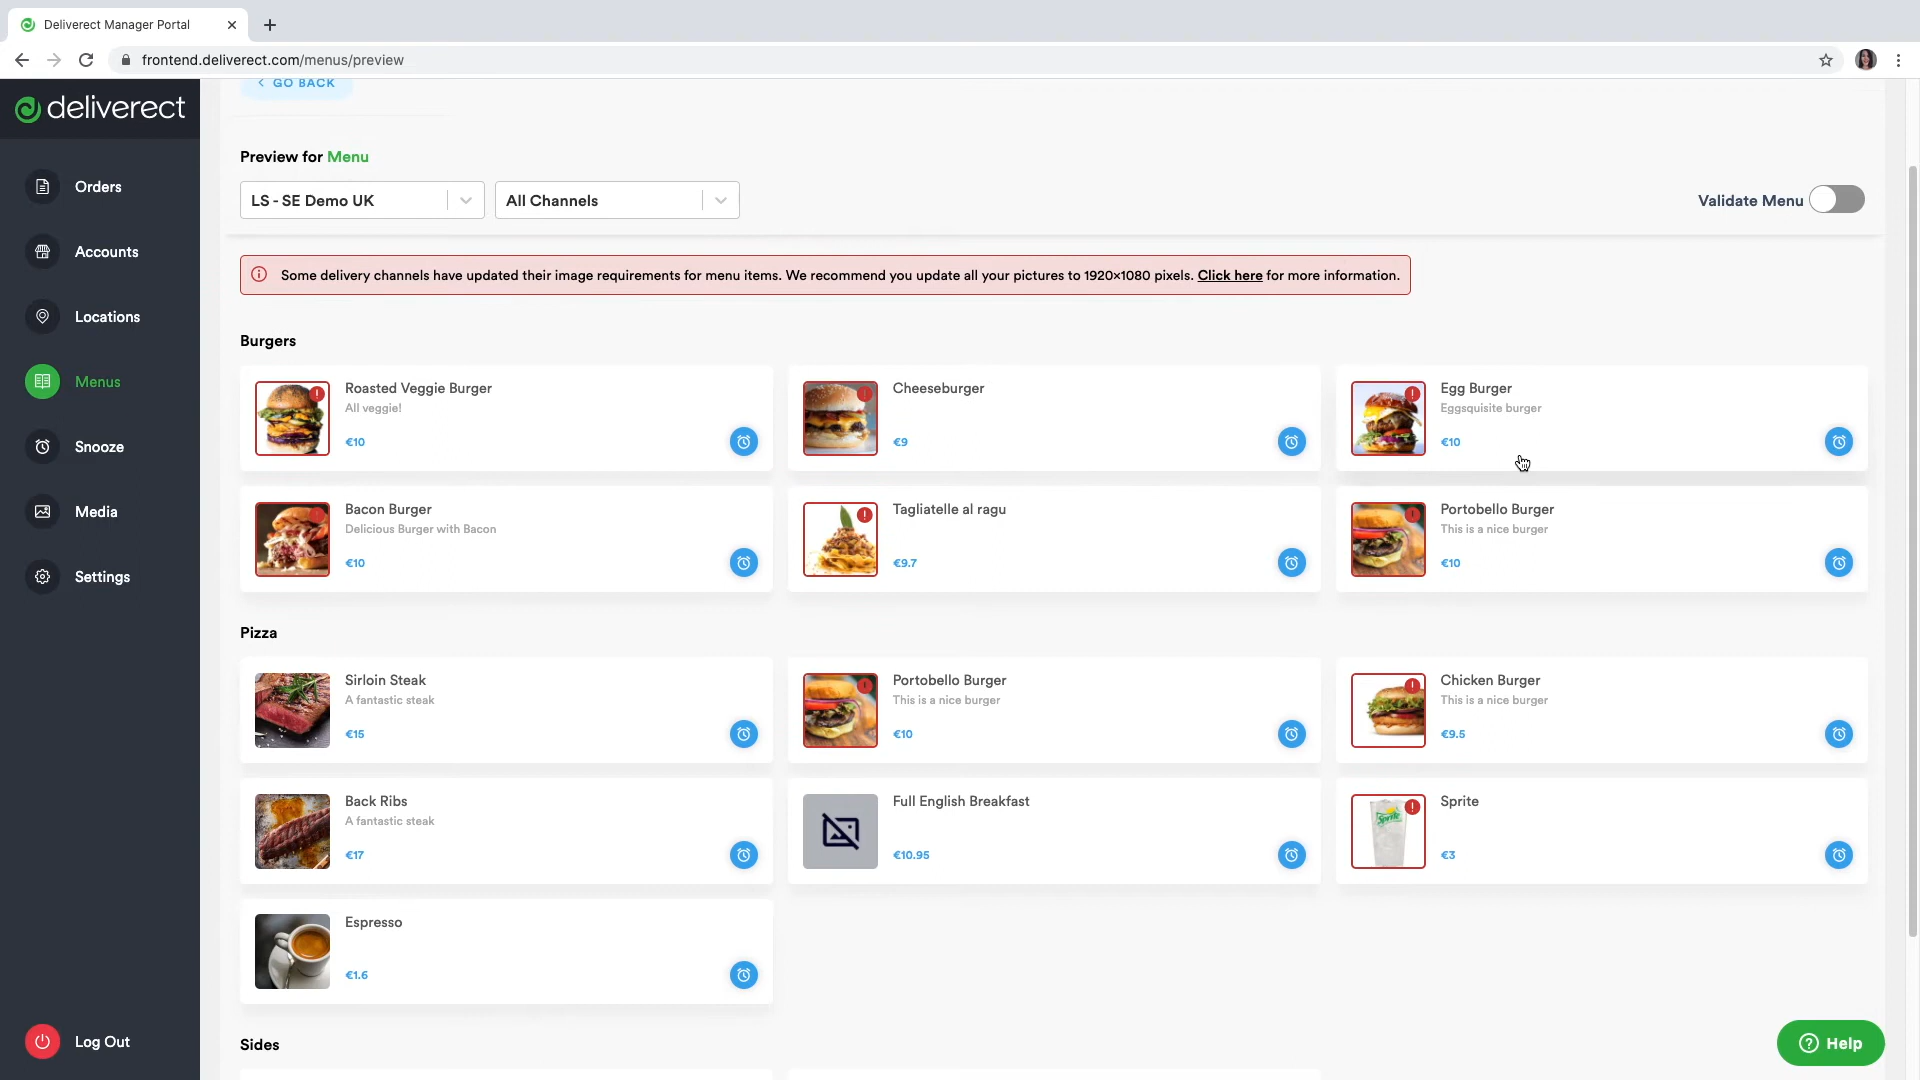 Deliverect Manager Portal
frontend.deliverect.com/menus/preview
deliverect
GO BACK
Orders
Accounts
Locations
Menus
Snooze
Media
Settings
Log Out
Preview for Menu
LS - SE Demo UK
All Channels
Validate Menu
Some delivery channels have updated their image requirements for menu items. We recommend you update all your pictures to 1920x1080 pixels. Click here for more information.
Burgers
Roasted Veggie Burger
All veggie!
€10
Cheeseburger
€9
Egg Burger
Eggsquisite burger
€10
Bacon Burger
Delicious Burger with Bacon
€10
Tagliatelle al ragu
€9.7
Portobello Burger
This is a nice burger
€10
Pizza
Sirloin Steak
A fantastic steak
€15
Portobello Burger
This is a nice burger
€10
Chicken Burger
This is a nice burger
€9.5
Back Ribs
A fantastic steak
€17
Full English Breakfast
€10.95
Sprite
Sprite
€3
Espresso
€1.6
Sides
Help